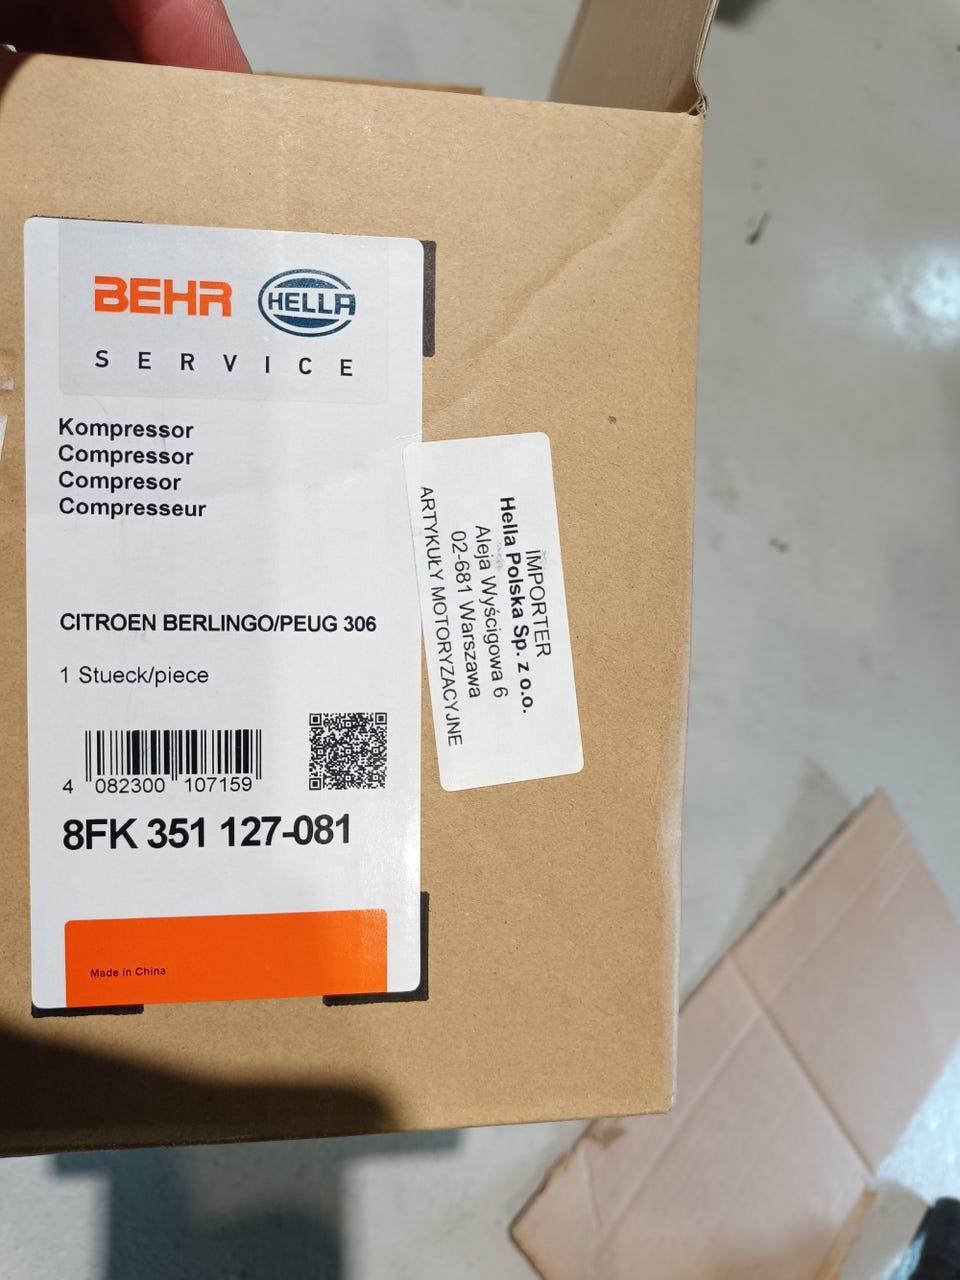 BEHR HELLA
SERVICE
Kompressor
Compressor
Compresor
Compresseur
CITROEN BERLINGO/PEUG 306
1 Stueck/piece
4 082300 107159
8FK 351 127-081
Made in China
IMPORTER
Hella Polska Sp. z o.o.
Aleja Wyścigowa 6
02-681 Warszawa
ARTYKUŁY MOTORYZACYJNE